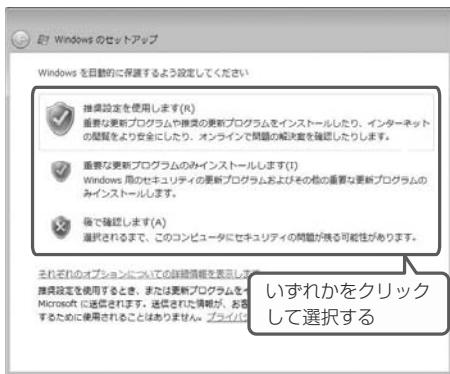 Windows のセットアップ
Windows を自動的に保護するよう設定してください
推奨設定を使用します(R)
重要な更新プログラムや推奨の更新プログラムをインストールしたり、インターネット
の閲覧をより安全にしたり、オンラインで問題の解決策を確認したりします。
重要な更新プログラムのみインストールします(I)
Windows 用のセキュリティの更新プログラムおよびその他の重要な更新プログラムの
みインストールします。
後で確認します(A)
選択されるまで、このコンピュータにセキュリティの問題が残る可能性があります。
それぞれのオプションについての詳細情報を表示し
推奨設定を使用するとき、または更新プログラムを
Microsoft に送信されます。送信された情報が、お客
するために使用されることはありません。プライバ
いずれかをクリック
して選択する